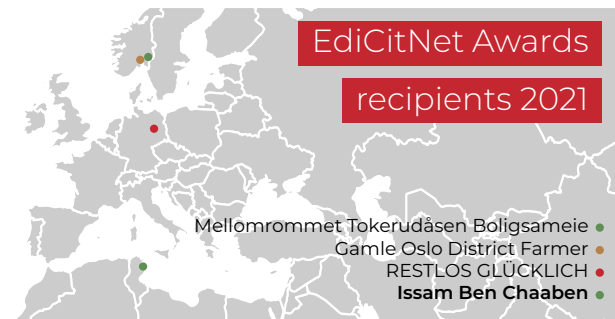 EdiCitNet Awards
recipients 2021
Mellomrommet Tokerudåsen Boligsameie
Gamle Oslo District Farmer
RESTLOS GLÜCKLICH
Issam Ben Chaaben